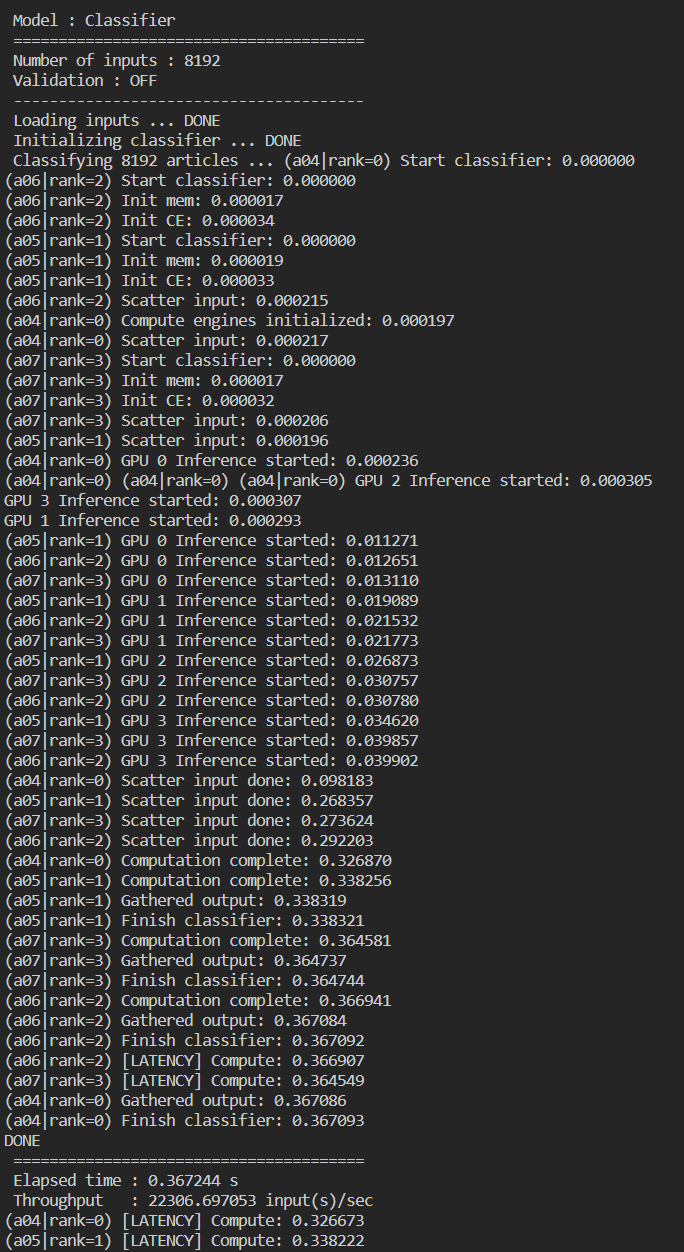 Model : Classifier
=======================================
Number of inputs : 8192
Validation : OFF
---------------------------------------
Loading inputs ... DONE
Initializing classifier ... DONE
Classifying 8192 articles ... (a04|rank=0) Start classifier: 0.000000
(a06|rank=2) Start classifier: 0.000000
(a06|rank=2) Init mem: 0.000017
(a06|rank=2) Init CE: 0.000034
(a05|rank=1) Start classifier: 0.000000
(a05|rank=1) Init mem: 0.000019
(a05|rank=1) Init CE: 0.000033
(a06|rank=2) Scatter input: 0.000215
(a04|rank=0) Compute engines initialized: 0.000197
(a04|rank=0) Scatter input: 0.000217
(a07|rank=3) Start classifier: 0.000000
(a07|rank=3) Init mem: 0.000017
(a07|rank=3) Init CE: 0.000032
(a07|rank=3) Scatter input: 0.000206
(a05|rank=1) Scatter input: 0.000196
(a04|rank=0) GPU 0 Inference started: 0.000236
(a04|rank=0) (a04|rank=0) (a04|rank=0) GPU 2 Inference started: 0.000305
GPU 3 Inference started: 0.000307
GPU 1 Inference started: 0.000293
(a05|rank=1) GPU 0 Inference started: 0.011271
(a06|rank=2) GPU 0 Inference started: 0.012651
(a07|rank=3) GPU 0 Inference started: 0.013110
(a05|rank=1) GPU 1 Inference started: 0.019089
(a06|rank=2) GPU 1 Inference started: 0.021532
(a07|rank=3) GPU 1 Inference started: 0.021773
(a05|rank=1) GPU 2 Inference started: 0.026873
(a07|rank=3) GPU 2 Inference started: 0.030757
(a06|rank=2) GPU 2 Inference started: 0.030780
(a05|rank=1) GPU 3 Inference started: 0.034620
(a07|rank=3) GPU 3 Inference started: 0.039857
(a06|rank=2) GPU 3 Inference started: 0.039902
(a04|rank=0) Scatter input done: 0.098183
(a05|rank=1) Scatter input done: 0.268357
(a07|rank=3) Scatter input done: 0.273624
(a06|rank=2) Scatter input done: 0.292203
(a04|rank=0) Computation complete: 0.326870
(a05|rank=1) Computation complete: 0.338256
(a05|rank=1) Gathered output: 0.338319
(a05|rank=1) Finish classifier: 0.338321
(a07|rank=3) Computation complete: 0.364581
(a07|rank=3) Gathered output: 0.364737
(a07|rank=3) Finish classifier: 0.364744
(a06|rank=2) Computation complete: 0.366941
(a06|rank=2) Gathered output: 0.367084
(a06|rank=2) Finish classifier: 0.367092
(a06|rank=2) [LATENCY] Compute: 0.366907
(a07|rank=3) [LATENCY] Compute: 0.364549
(a04|rank=0) Gathered output: 0.367086
(a04|rank=0) Finish classifier: 0.367093
DONE
=======================================
Elapsed time : 0.367244 s
Throughput   : 22306.697053 input(s)/sec
(a04|rank=0) [LATENCY] Compute: 0.326673
(a05|rank=1) [LATENCY] Compute: 0.338222